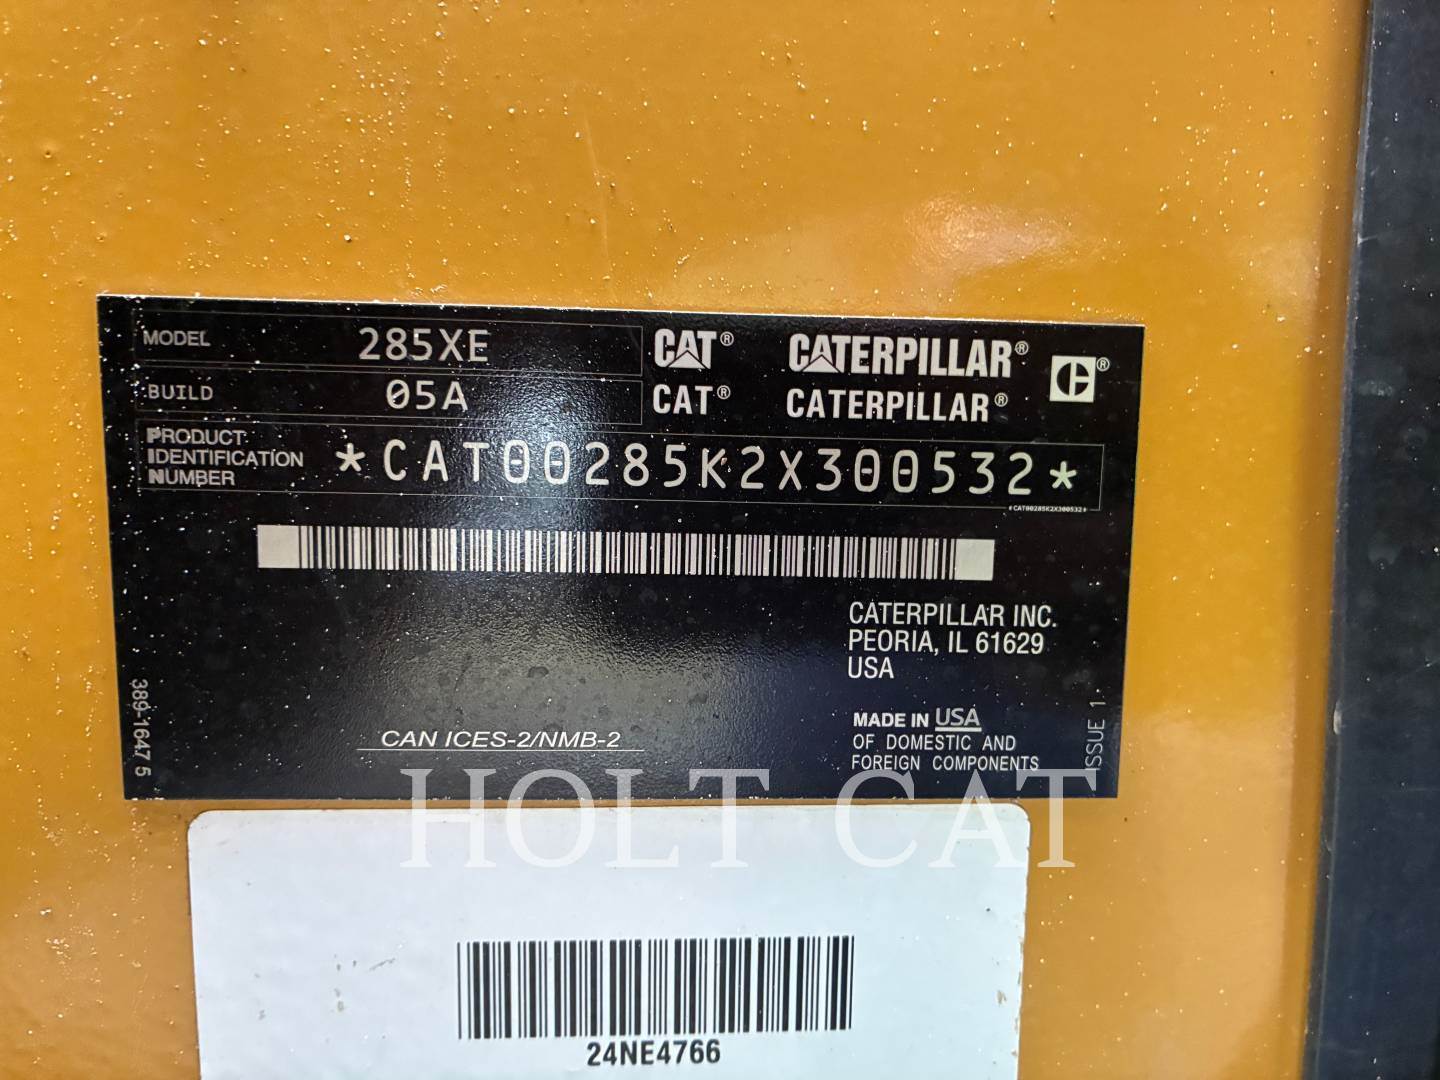 MODEL 285XE
BUILD 05A
CAT® CATERPILLAR®
CAT® CATERPILLAR®
PRODUCT
IDENTIFICATION
NUMBER
*CAT00285K2X300532*
*CAT00285K2X300532*
CATERPILLAR INC.
PEORIA, IL 61629
USA
MADE IN USA
OF DOMESTIC AND
FOREIGN COMPONENTS
CAN ICES-2/NMB-2
389-1647 5
ISSUE 1
HOLT CAT
24NE4766